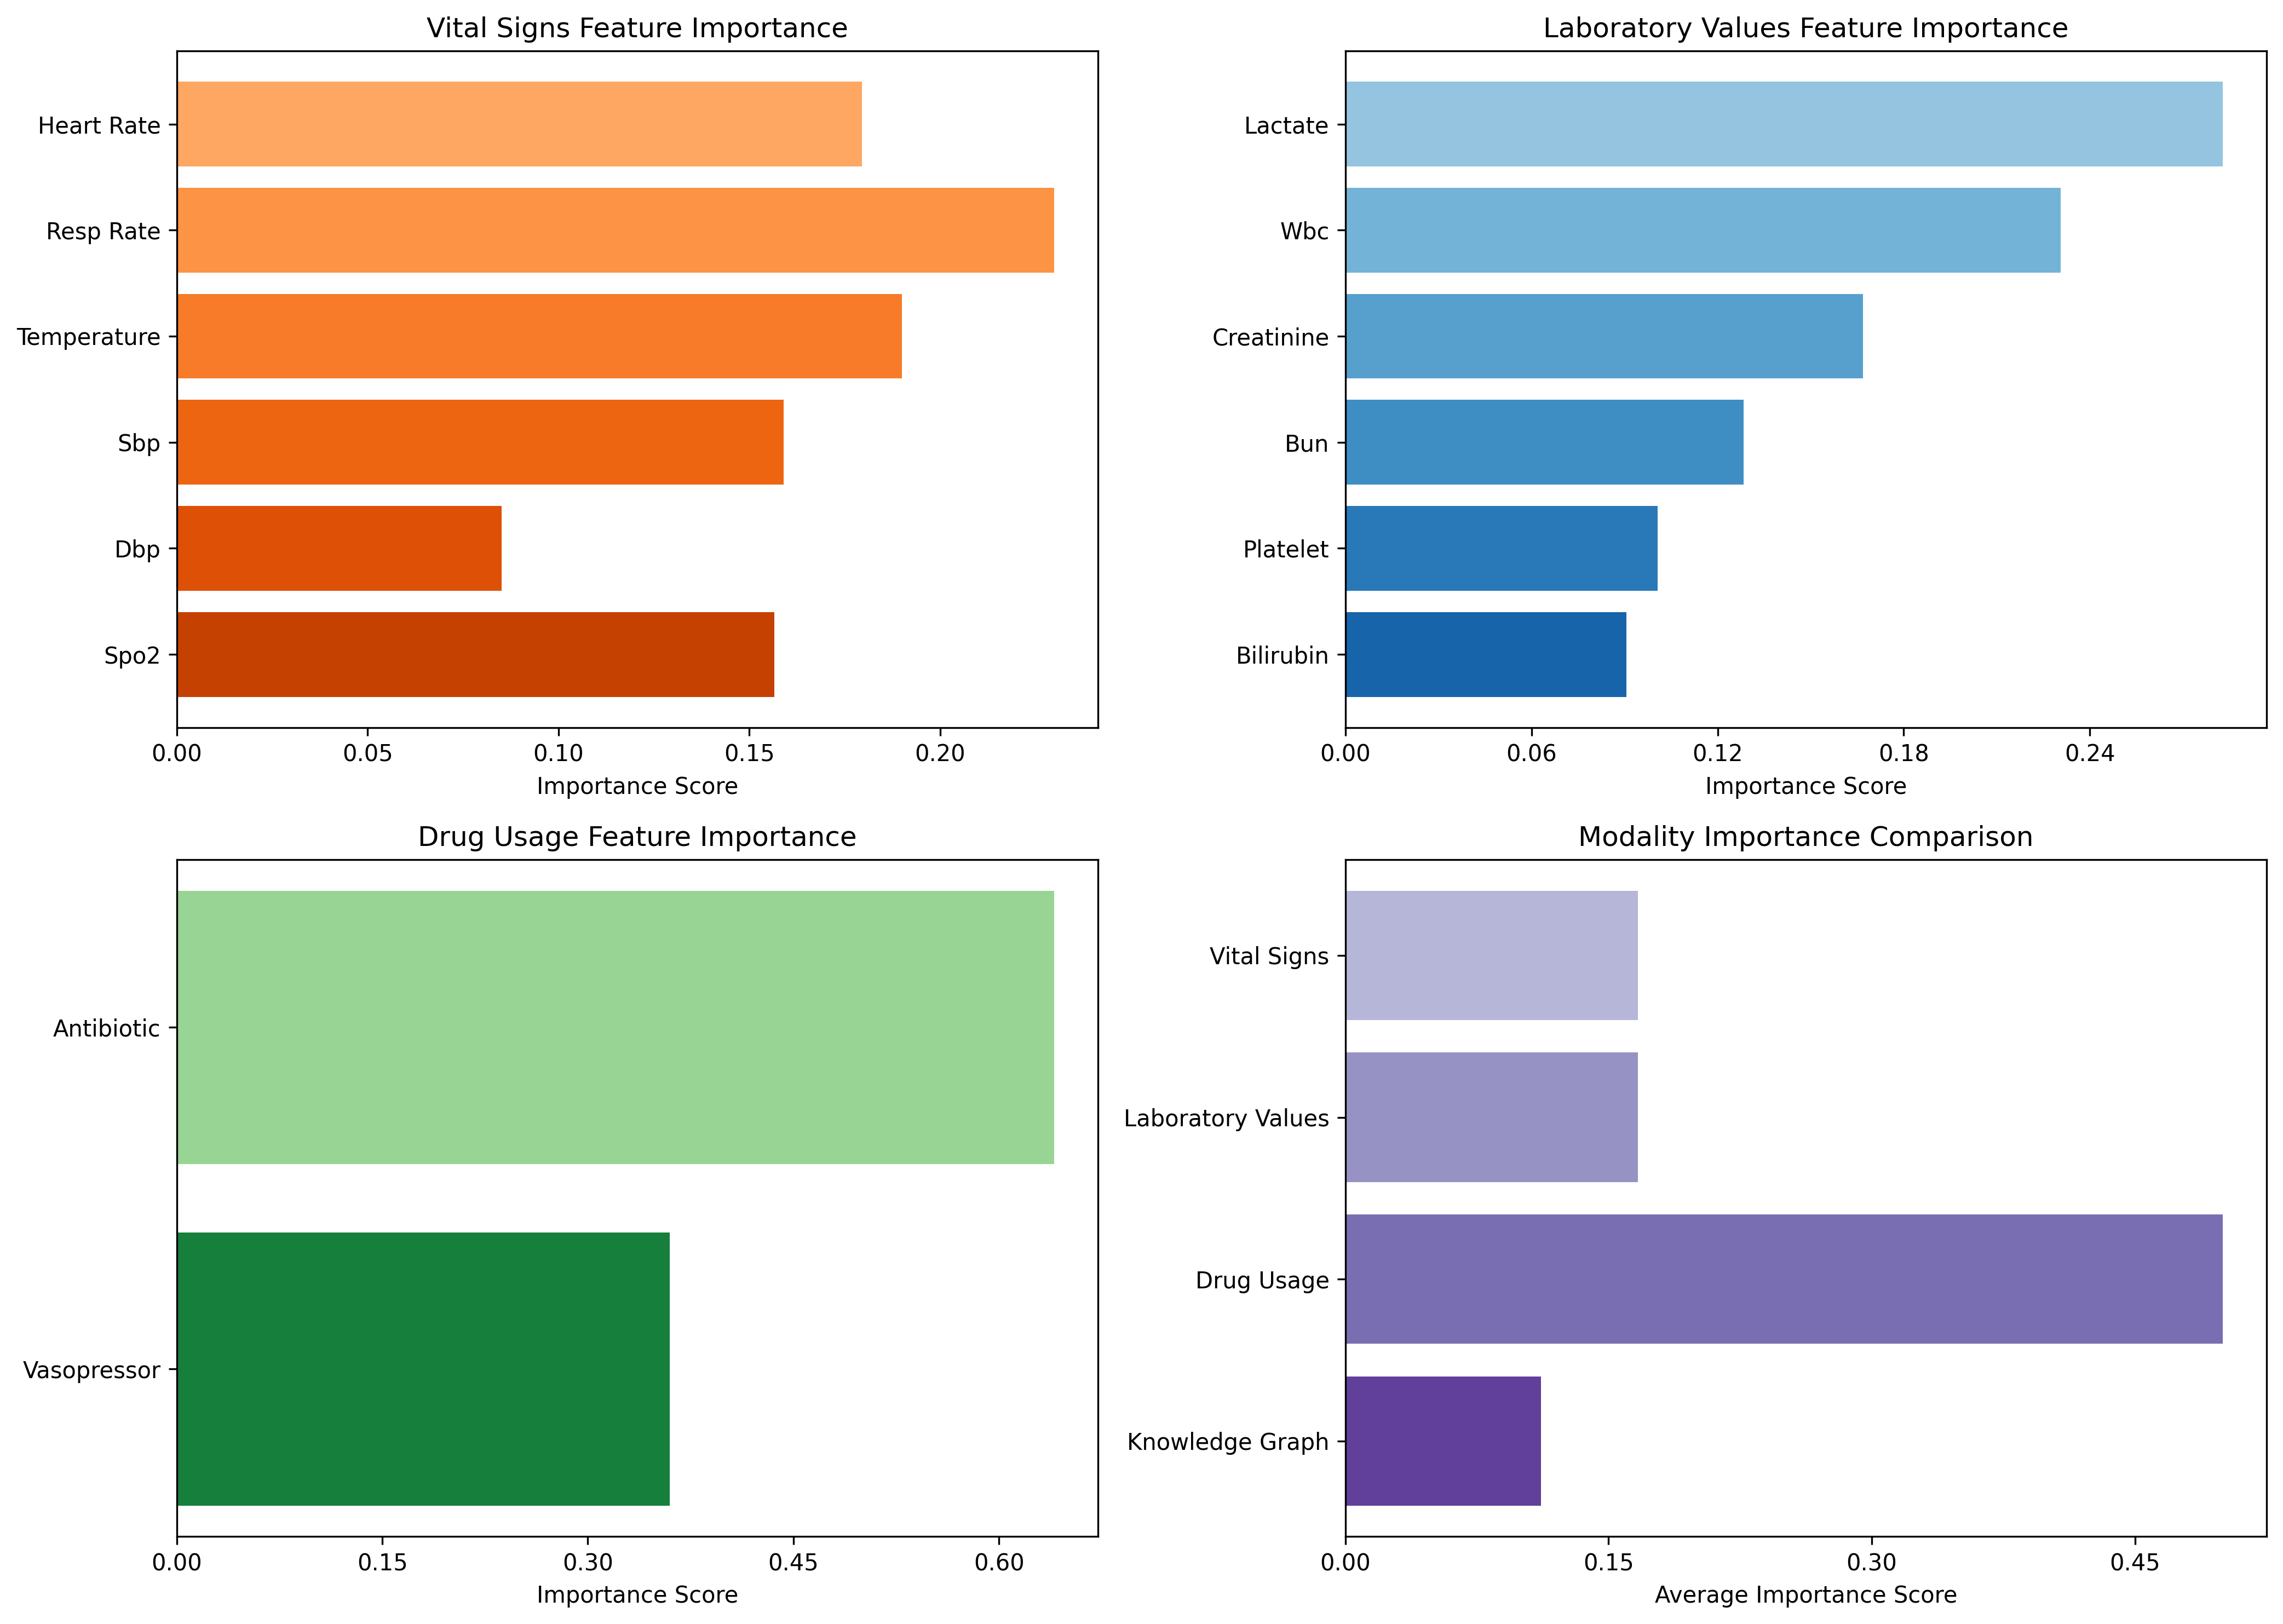 Vital Signs Feature Importance
Heart Rate
Resp Rate
Temperature
Sbp
Dbp
Spo2
0.00 0.05 0.10 0.15 0.20
Importance Score
Laboratory Values Feature Importance
Lactate
Wbc
Creatinine
Bun
Platelet
Bilirubin
0.00 0.06 0.12 0.18 0.24
Importance Score
Drug Usage Feature Importance
Antibiotic
Vasopressor
0.00 0.15 0.30 0.45 0.60
Importance Score
Modality Importance Comparison
Vital Signs
Laboratory Values
Drug Usage
Knowledge Graph
0.00 0.15 0.30 0.45
Average Importance Score